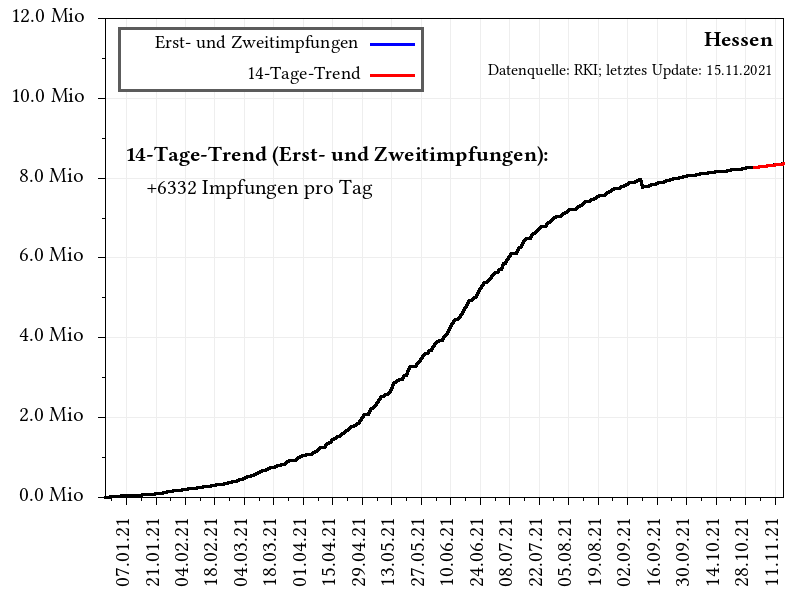 12.0 Mio
10.0 Mio
8.0 Mio
6.0 Mio
4.0 Mio
2.0 Mio
0.0 Mio
Erst- und Zweitimpfungen
14-Tage-Trend
Hessen
Datenquelle: RKI; letztes Update: 15.11.2021
14-Tage-Trend (Erst- und Zweitimpfungen):
+6332 Impfungen pro Tag
07.01.21
21.01.21
04.02.21
18.02.21
04.03.21
18.03.21
01.04.21
15.04.21
29.04.21
13.05.21
27.05.21
10.06.21
24.06.21
08.07.21
22.07.21
05.08.21
19.08.21
02.09.21
16.09.21
30.09.21
14.10.21
28.10.21
11.11.21